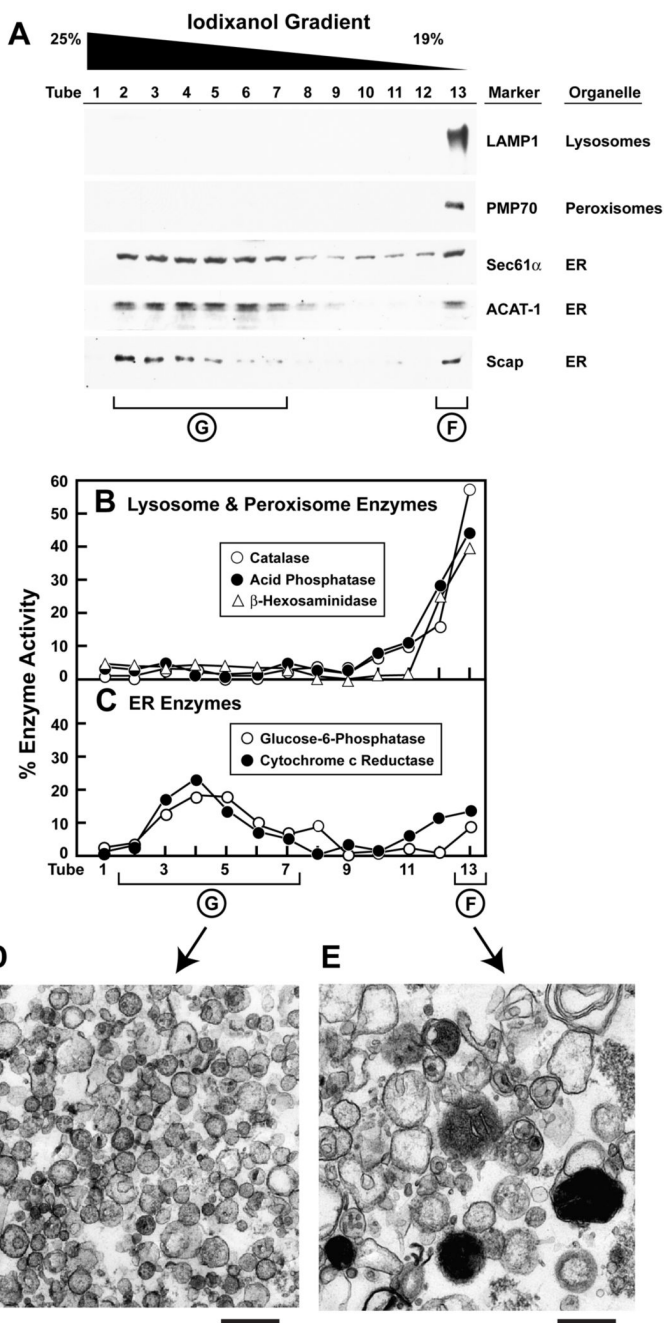 A
Iodixanol Gradient
25% 19%
Tube 1 2 3 4 5 6 7 8 9 10 11 12 13 Marker Organelle
LAMP1 Lysosomes
PMP70 Peroxisomes
Sec61α ER
ACAT-1 ER
Scap ER
G F
B Lysosome & Peroxisome Enzymes
Catalase
Acid Phosphatase
β-Hexosaminidase
60
50
40
30
20
10
0
% Enzyme Activity
C ER Enzymes
Glucose-6-Phosphatase
Cytochrome c Reductase
40
30
20
10
0
Tube 1 3 5 7 9 11 13
G F
D E